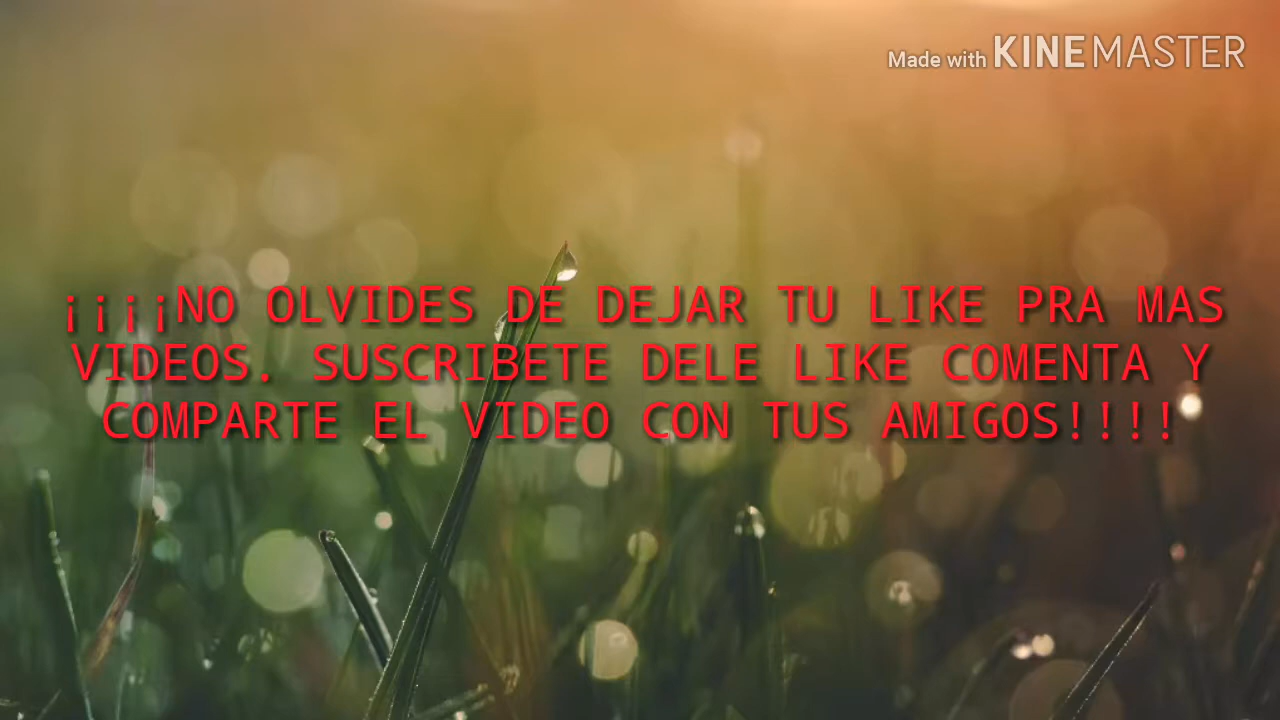 Made with KINEMASTER
¡¡¡¡NO OLVIDES DE DEJAR TU LIKE PRA MAS
VIDEOS. SUSCRIBETE DELE LIKE COMENTA Y
COMPARTE EL VIDEO CON TUS AMIGOS!!!!